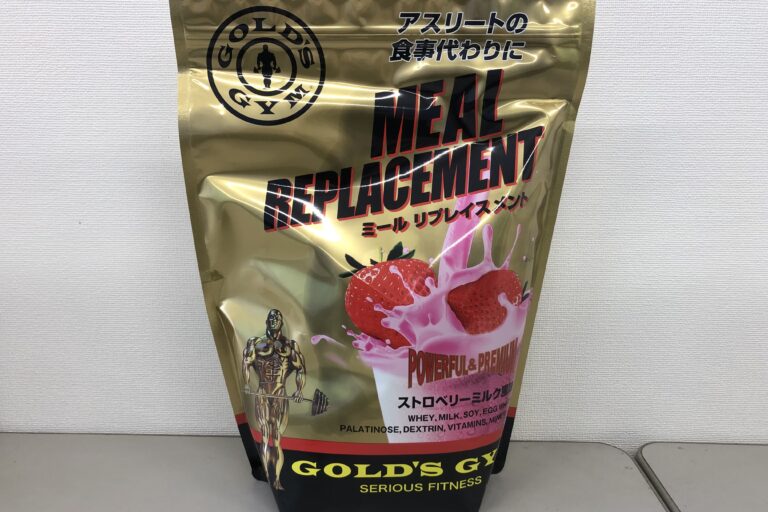 GOLD'S GYM
アスリートの
食事代わりに
MEAL
REPLACEMENT
ミール リプレイスメント
POWERFUL & PREMIUM
ストロベリーミルク
WHEY, MILK, SOY, EGG
PALATINOSE, DEXTRIN, VITAMINS,
GOLD'S GY
SERIOUS FITNESS